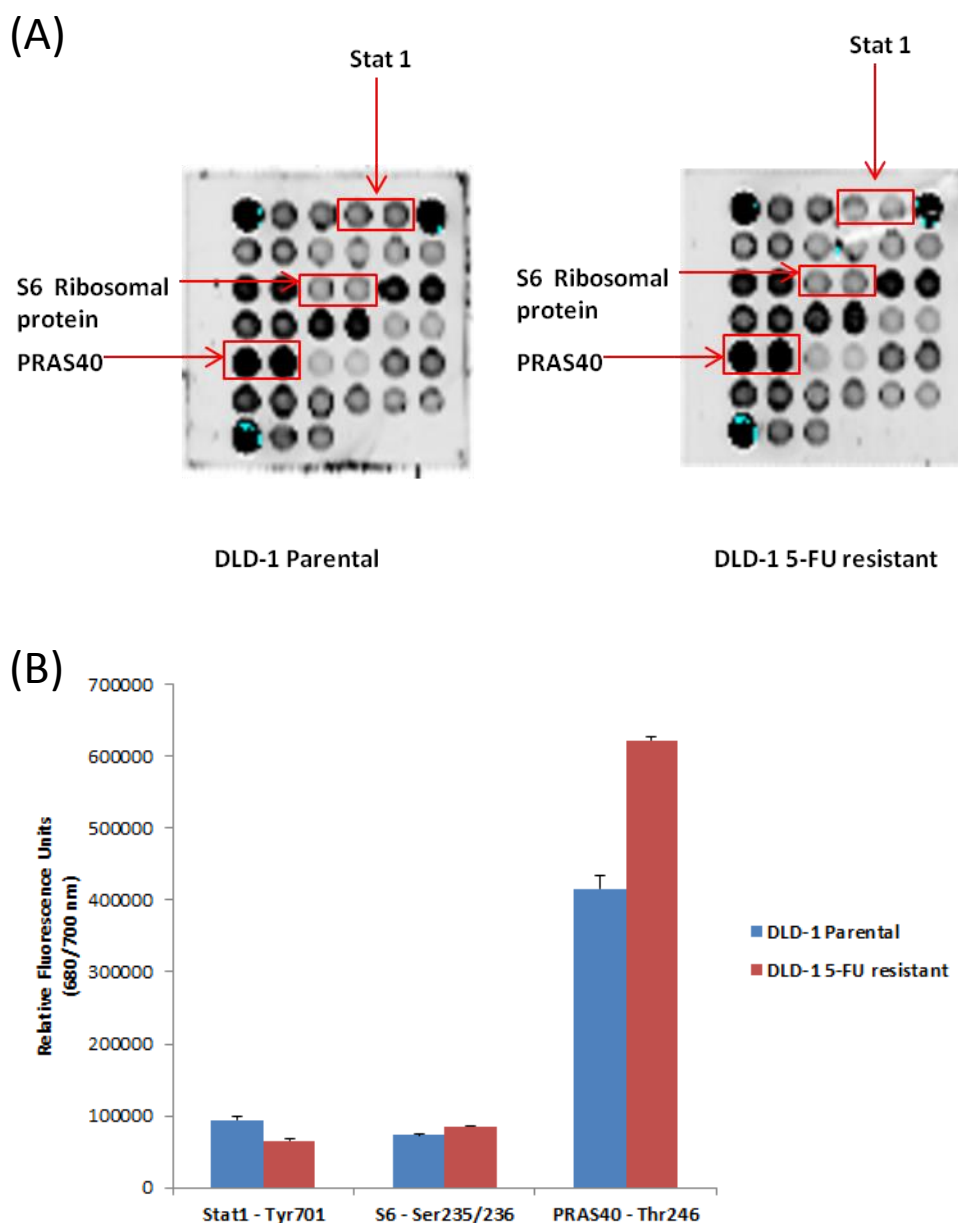 (A)
Stat 1
Stat 1
S6 Ribosomal
protein
PRAS40
S6 Ribosomal
protein
PRAS40
DLD-1 Parental
DLD-1 5-FU resistant
(B)
Relative Fluorescence Units
(680/700 nm)
700000
600000
500000
400000
300000
200000
100000
0
Stat1 - Tyr701
S6 - Ser235/236
PRAS40 - Thr246
DLD-1 Parental
DLD-1 5-FU resistant